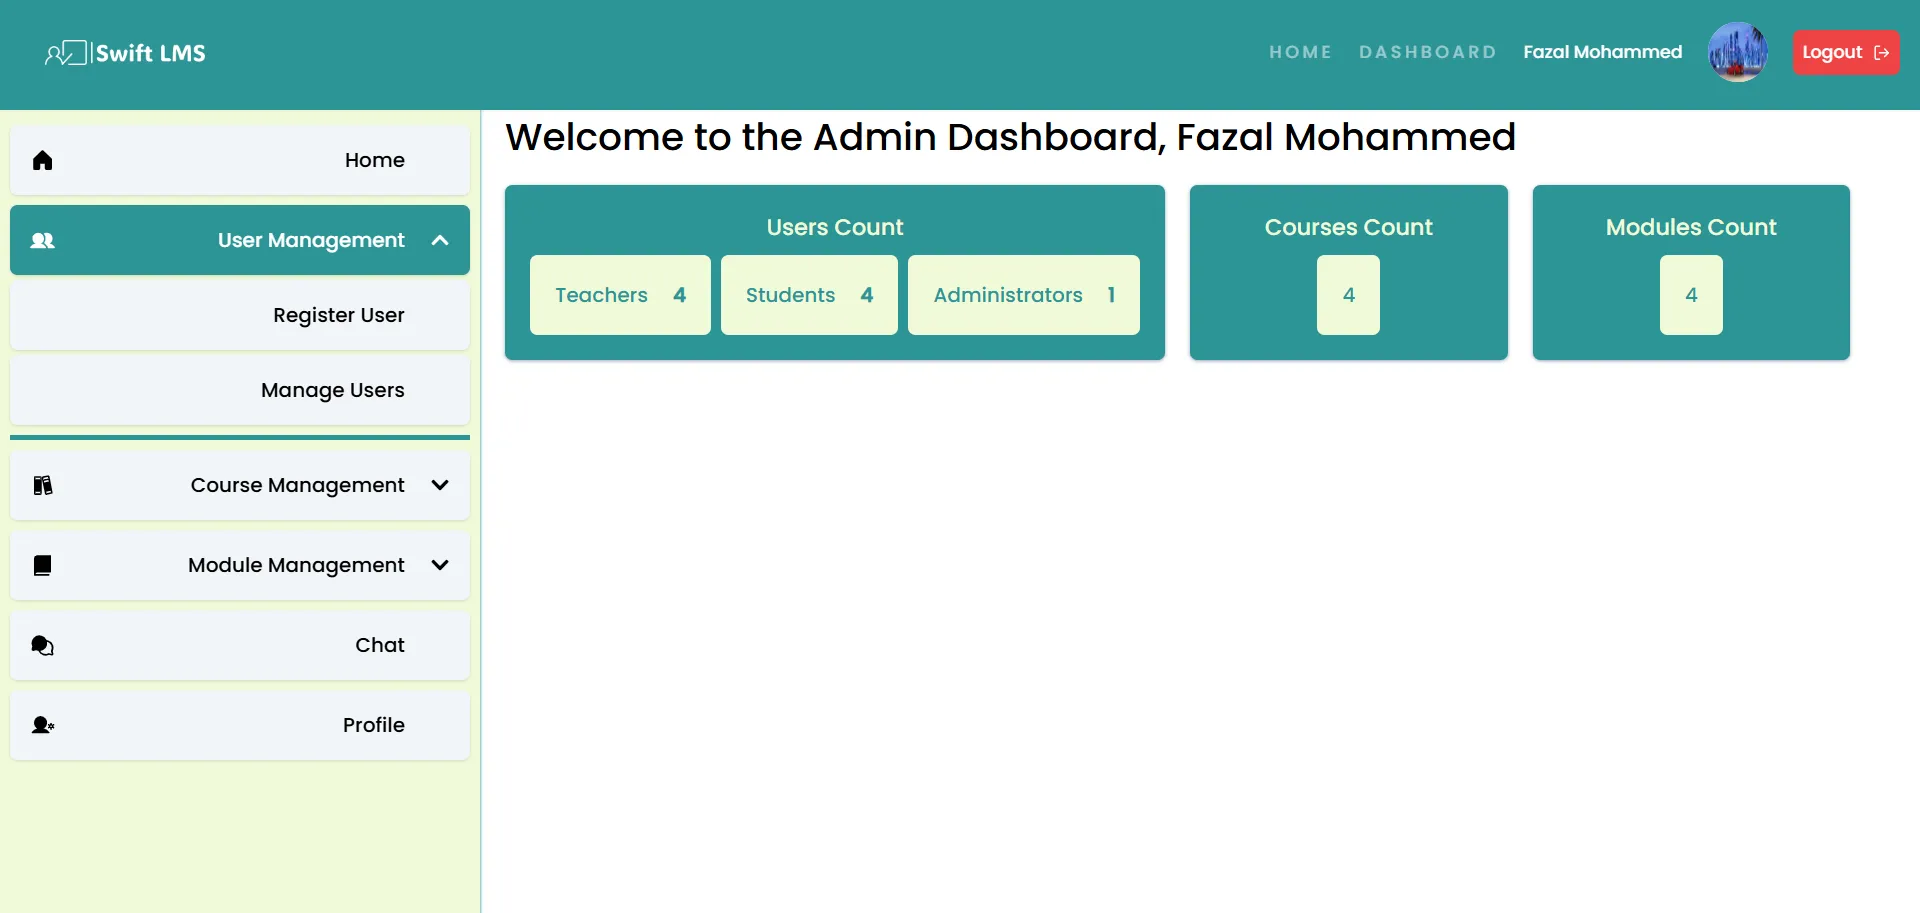 Swift LMS
HOME DASHBOARD Fazal Mohammed Logout
Home
User Management
Register User
Manage Users
Course Management
Module Management
Chat
Profile
Welcome to the Admin Dashboard, Fazal Mohammed
Users Count
Teachers 4 Students 4 Administrators 1
Courses Count
4
Modules Count
4